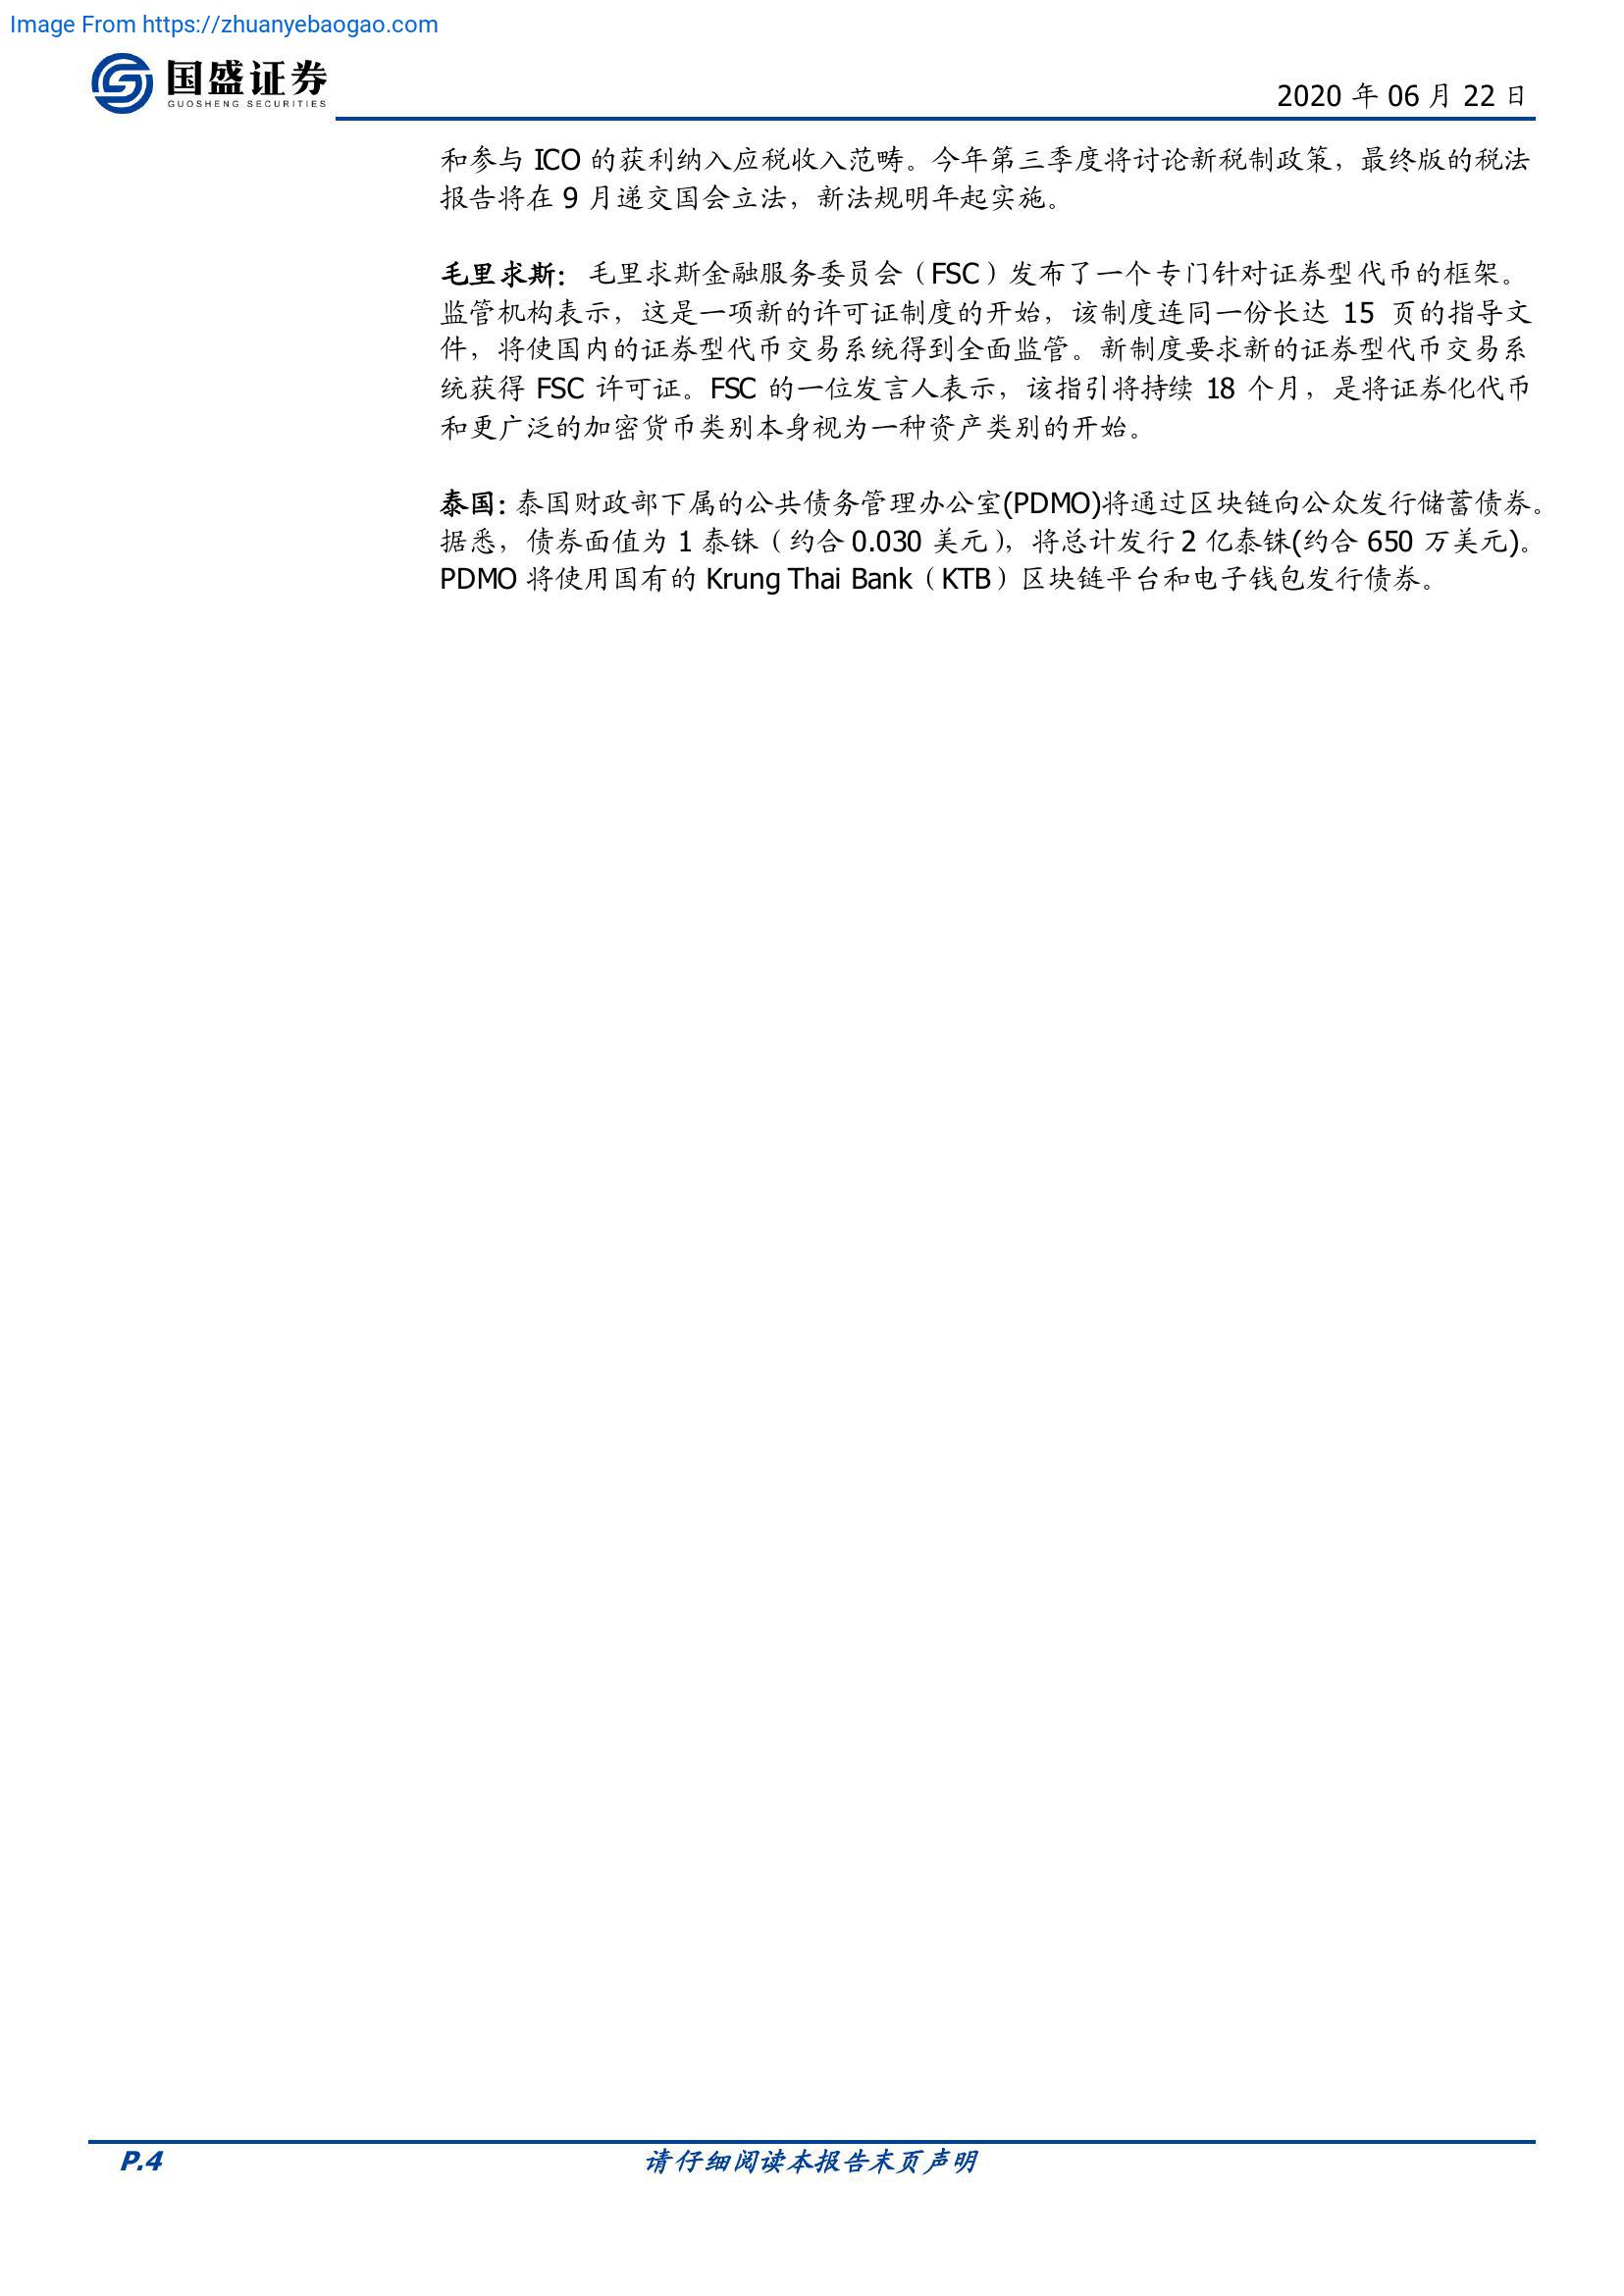 Image From https://zhuanyebaogao.com
国盛证券
GUOSHENG SECURITIES
2020 年 06 月 22 日
和参与 ICO 的获利纳入应税收入范畴。今年第三季度将讨论新税制政策，最终版的税法
报告将在 9 月递交国会立法，新法规明年起实施。
毛里求斯： 毛里求斯金融服务委员会（FSC）发布了一个专门针对证券型代币的框架。
监管机构表示，这是一项新的许可证制度的开始，该制度连同一份长达 15 页的指导文
件，将使国内的证券型代币交易系统得到全面监管。新制度要求新的证券型代币交易系
统获得 FSC 许可证。FSC 的一位发言人表示，该指引将持续 18 个月，是将证券化代币
和更广泛的加密货币类别本身视为一种资产类别的开始。
泰国：泰国财政部下属的公共债务管理办公室(PDMO)将通过区块链向公众发行储蓄债券。
据悉，债券面值为 1 泰铢（约合 0.030 美元），将总计发行 2 亿泰铢(约合 650 万美元)。
PDMO 将使用国有的 Krung Thai Bank（KTB）区块链平台和电子钱包发行债券。
P.4
请仔细阅读本报告末页声明